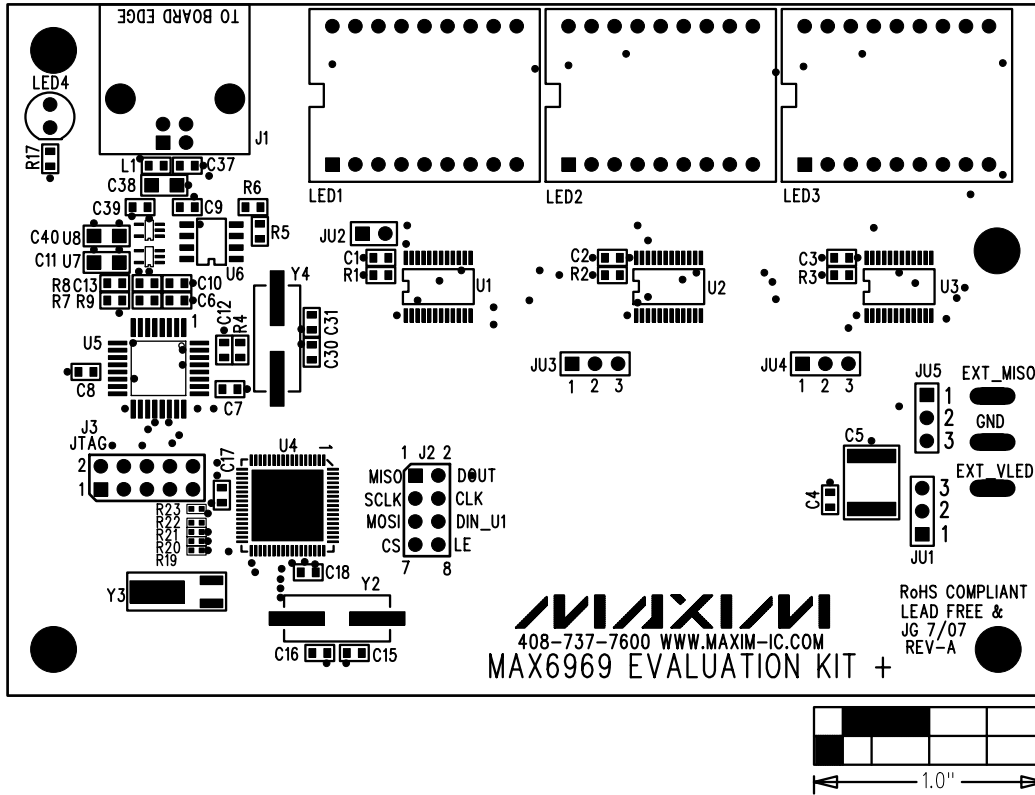 TO BOARD EDGE
LED4
J1
R17
L1
C37
C38
R6
C39
C9
R5
C40 U8
C11 U7
U6
LED1
LED2
LED3
JU2
C1
R1
U1
C2
R2
U2
C3
R3
U3
R8 C13
C10
R7 R9
C6
Y4
C12
R4
C31
C30
1
U5
C8
C7
JU3
1 2 3
JU4
1 2 3
JU5
1
2
3
EXT_MISO
GND
EXT_VLED
J3
JTAG
2
1
C17
U4
1
1 J2 2
MISO DOUT
SCLK CLK
MOSI DIN_U1
CS LE
7 8
C5
C4
3
2
1
JU1
R23
R22
R21
R20
R19
C18
Y3
Y2
C16
C15
MAXIM
408-737-7600 WWW.MAXIM-IC.COM
MAX6969 EVALUATION KIT +
RoHS COMPLIANT
LEAD FREE &
JG 7/07
REV-A
1.0"